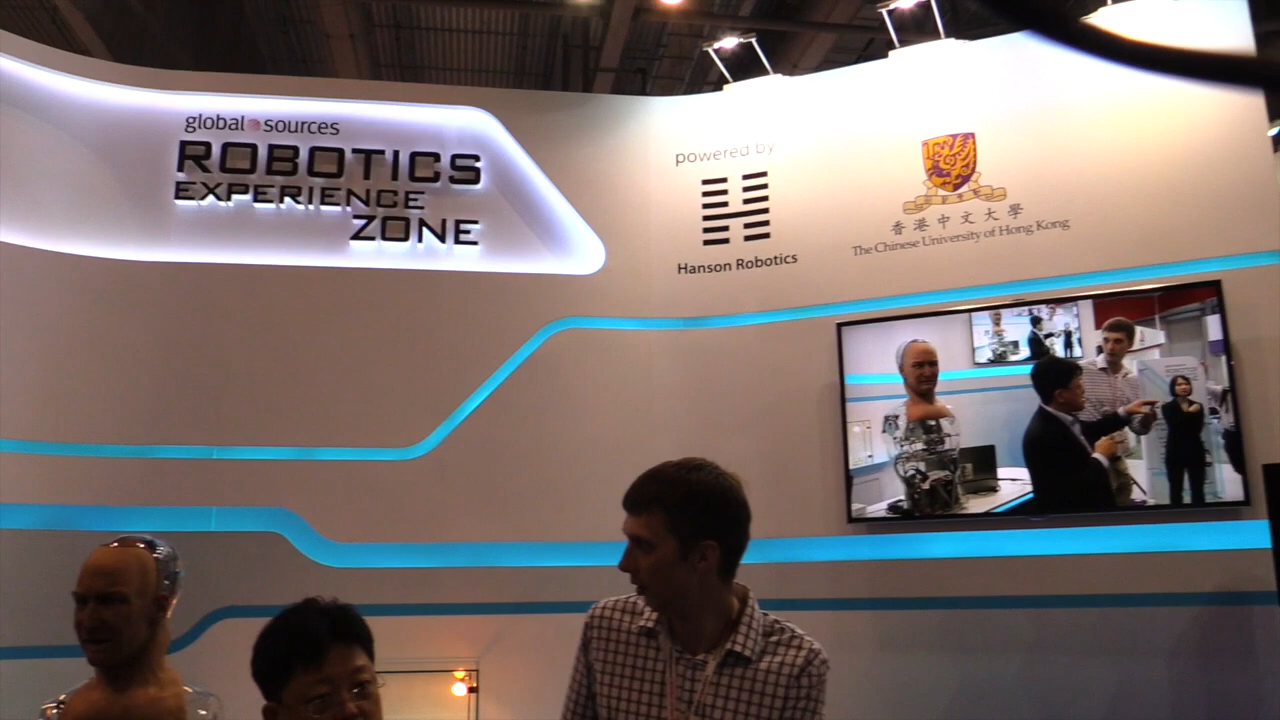 global sources
ROBOTICS
EXPERIENCE
ZONE
powered by
Hanson Robotics
香港中文大學
The Chinese University of Hong Kong